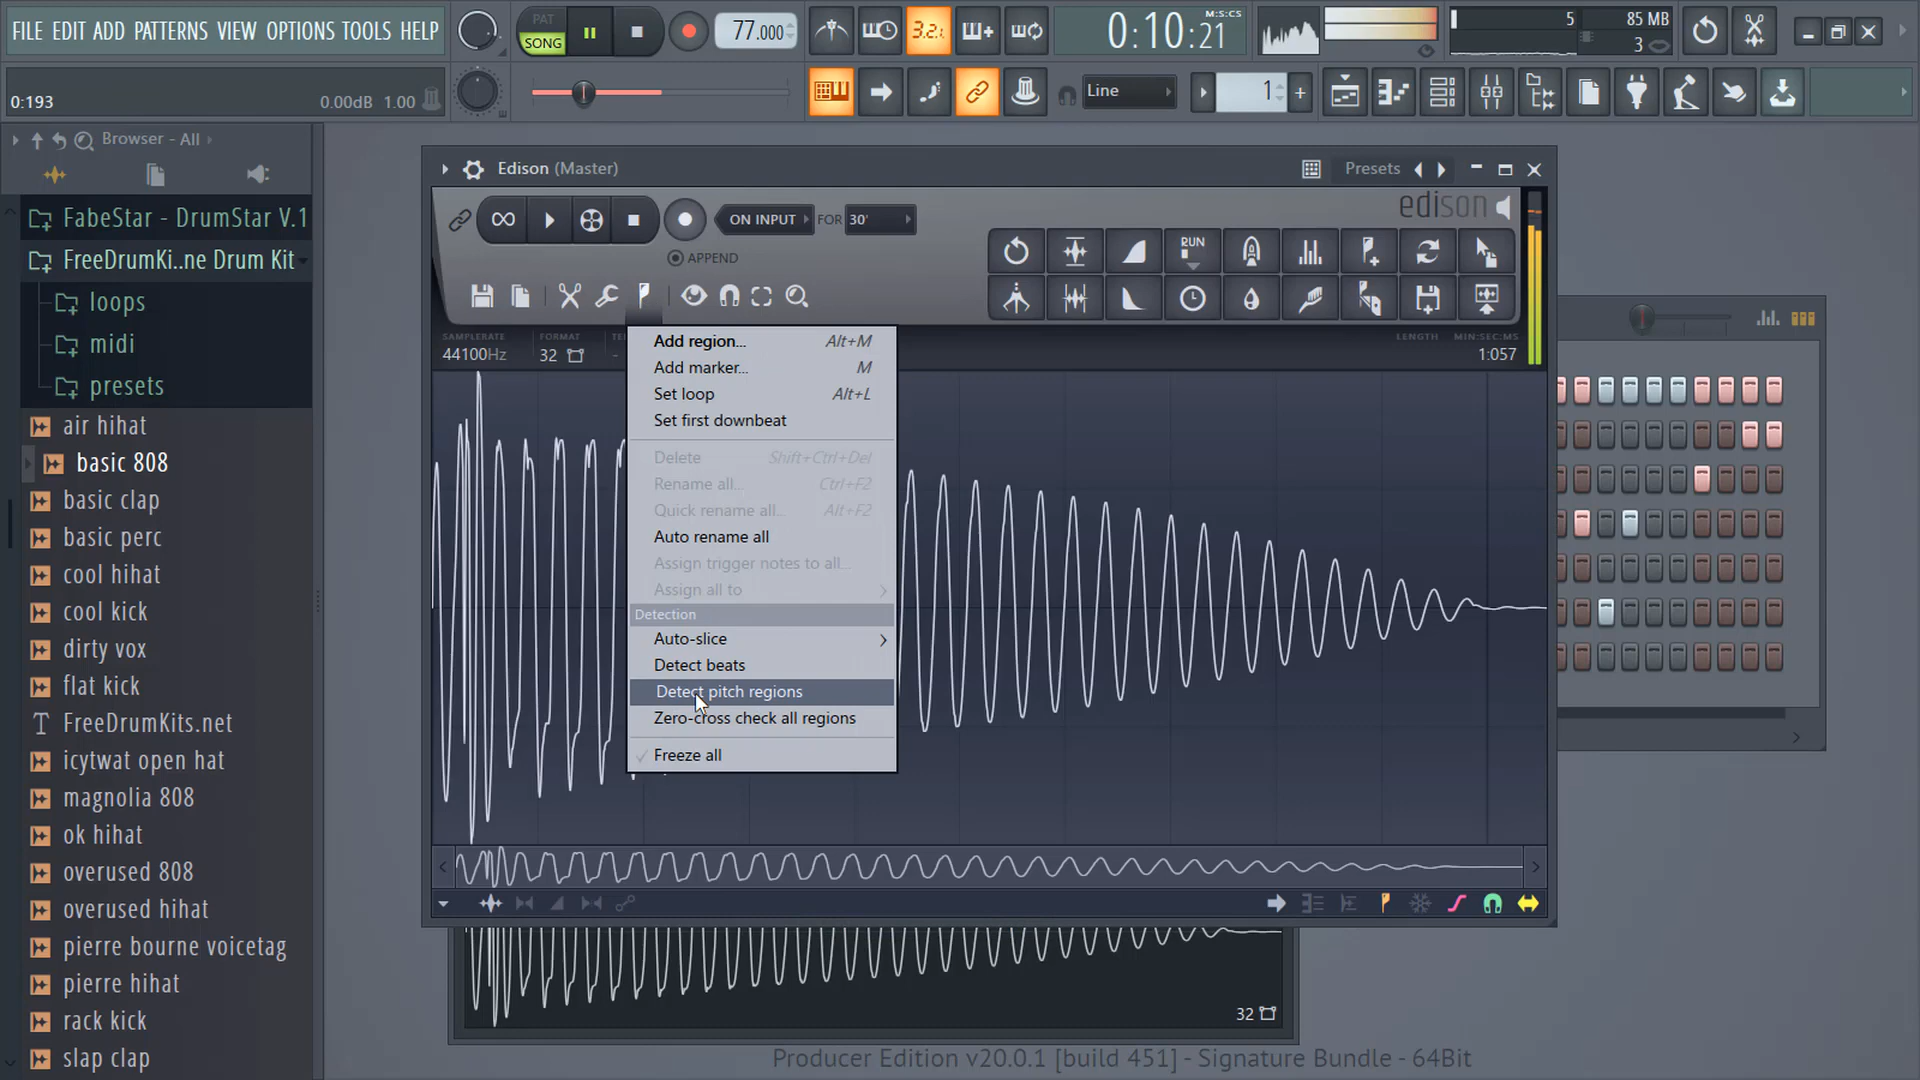 FILE EDIT ADD PATTERNS VIEW OPTIONS TOOLS HELP
PAT
SONG
77.000
3.2.
0:10:21
M:S:CS
5
85 MB
3
0:193
0.00dB 1.00
Line
1
Browser - All
FabeStar - DrumStar V.1
FreeDrumKi..ne Drum Kit
loops
midi
presets
air hihat
basic 808
basic clap
basic perc
cool hihat
cool kick
dirty vox
flat kick
FreeDrumKits.net
icytwat open hat
magnolia 808
ok hihat
overused 808
overused hihat
pierre bourne voicetag
pierre hihat
rack kick
slap clap
Edison (Master)
Presets
edison
ON INPUT
FOR
30'
APPEND
RUN
SAMPLERATE
44100Hz
FORMAT
32
LENGTH
MIN:SEC:MS
1:057
Add region... Alt+M
Add marker... M
Set loop Alt+L
Set first downbeat
Delete Shift+Ctrl+Del
Rename all... Ctrl+F2
Quick rename all... Alt+F2
Auto rename all
Assign trigger notes to all...
Assign all to
Detection
Auto-slice
Detect beats
Detect pitch regions
Zero-cross check all regions
Freeze all
32
Producer Edition v20.0.1 [build 451] - Signature Bundle - 64Bit